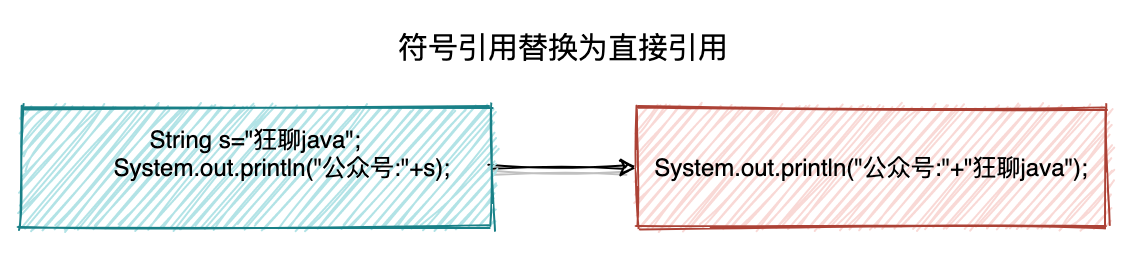 符号引用替换为直接引用
String s="狂聊java";
System.out.println("公众号:"+s);
System.out.println("公众号:"+"狂聊java");